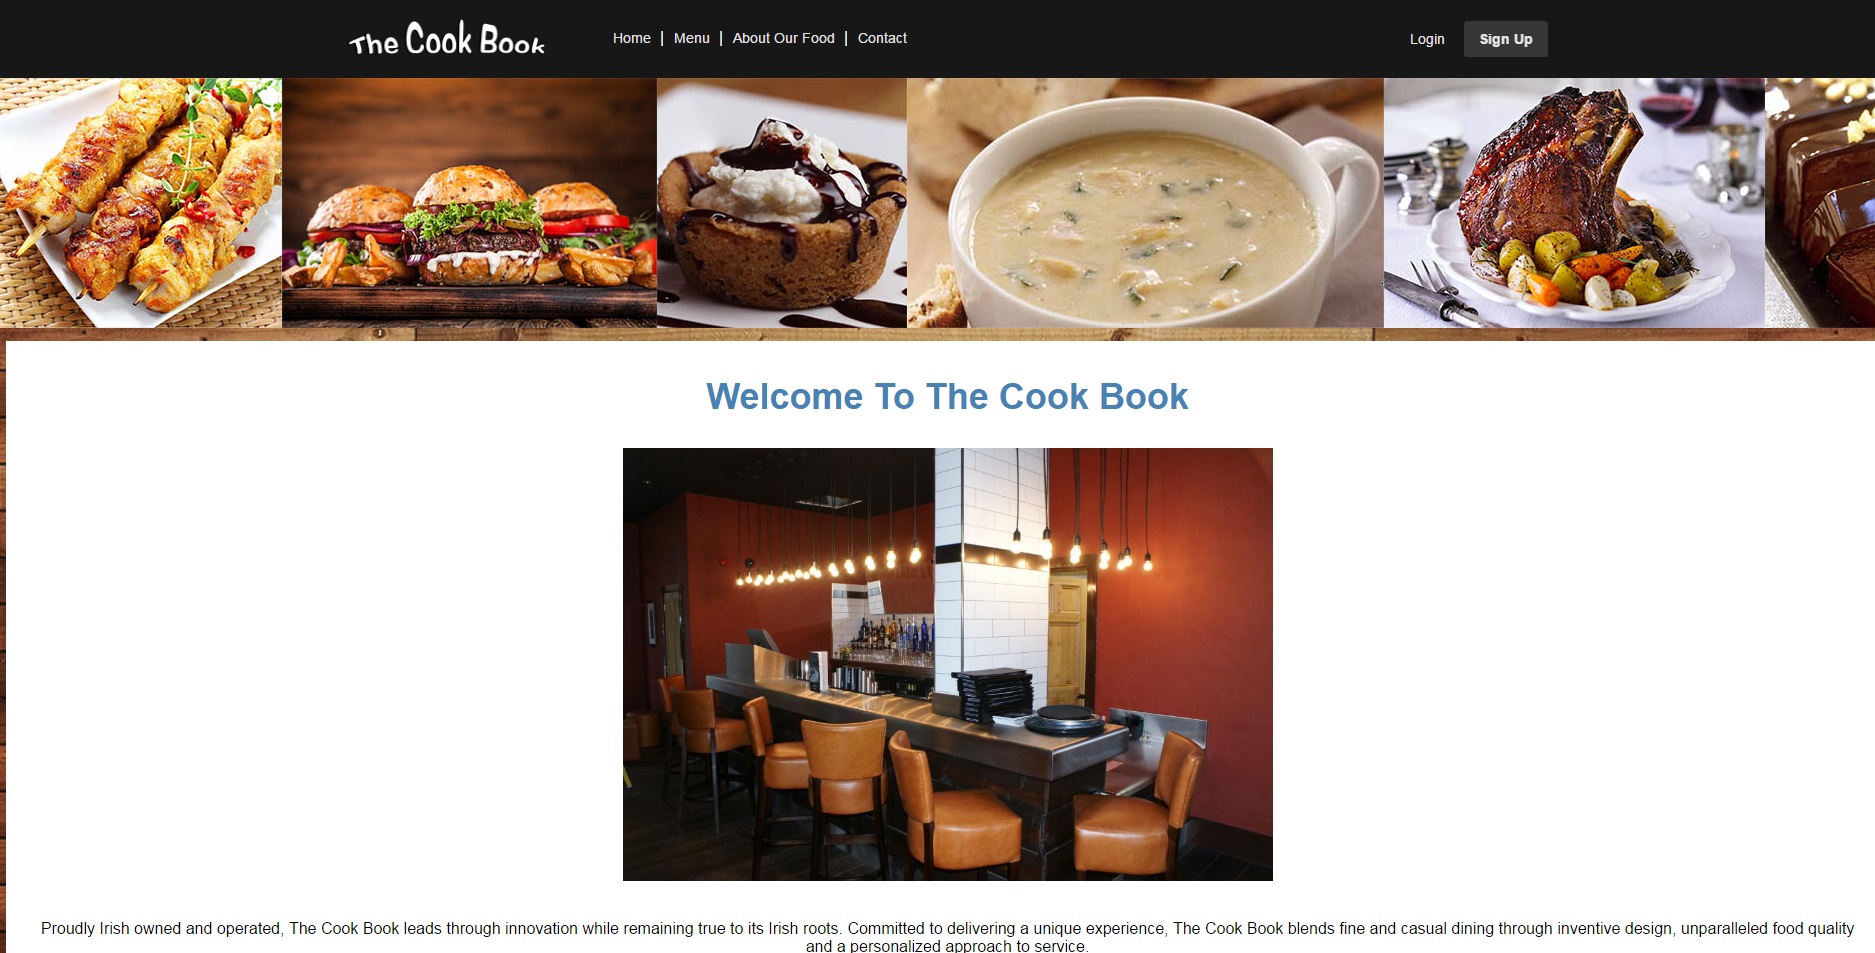 The Cook Book
Home | Menu | About Our Food | Contact
Login
Sign Up
Welcome To The Cook Book
Proudly Irish owned and operated, The Cook Book leads through innovation while remaining true to its Irish roots. Committed to delivering a unique experience, The Cook Book blends fine and casual dining through inventive design, unparalleled food quality
and a personalized approach to service.